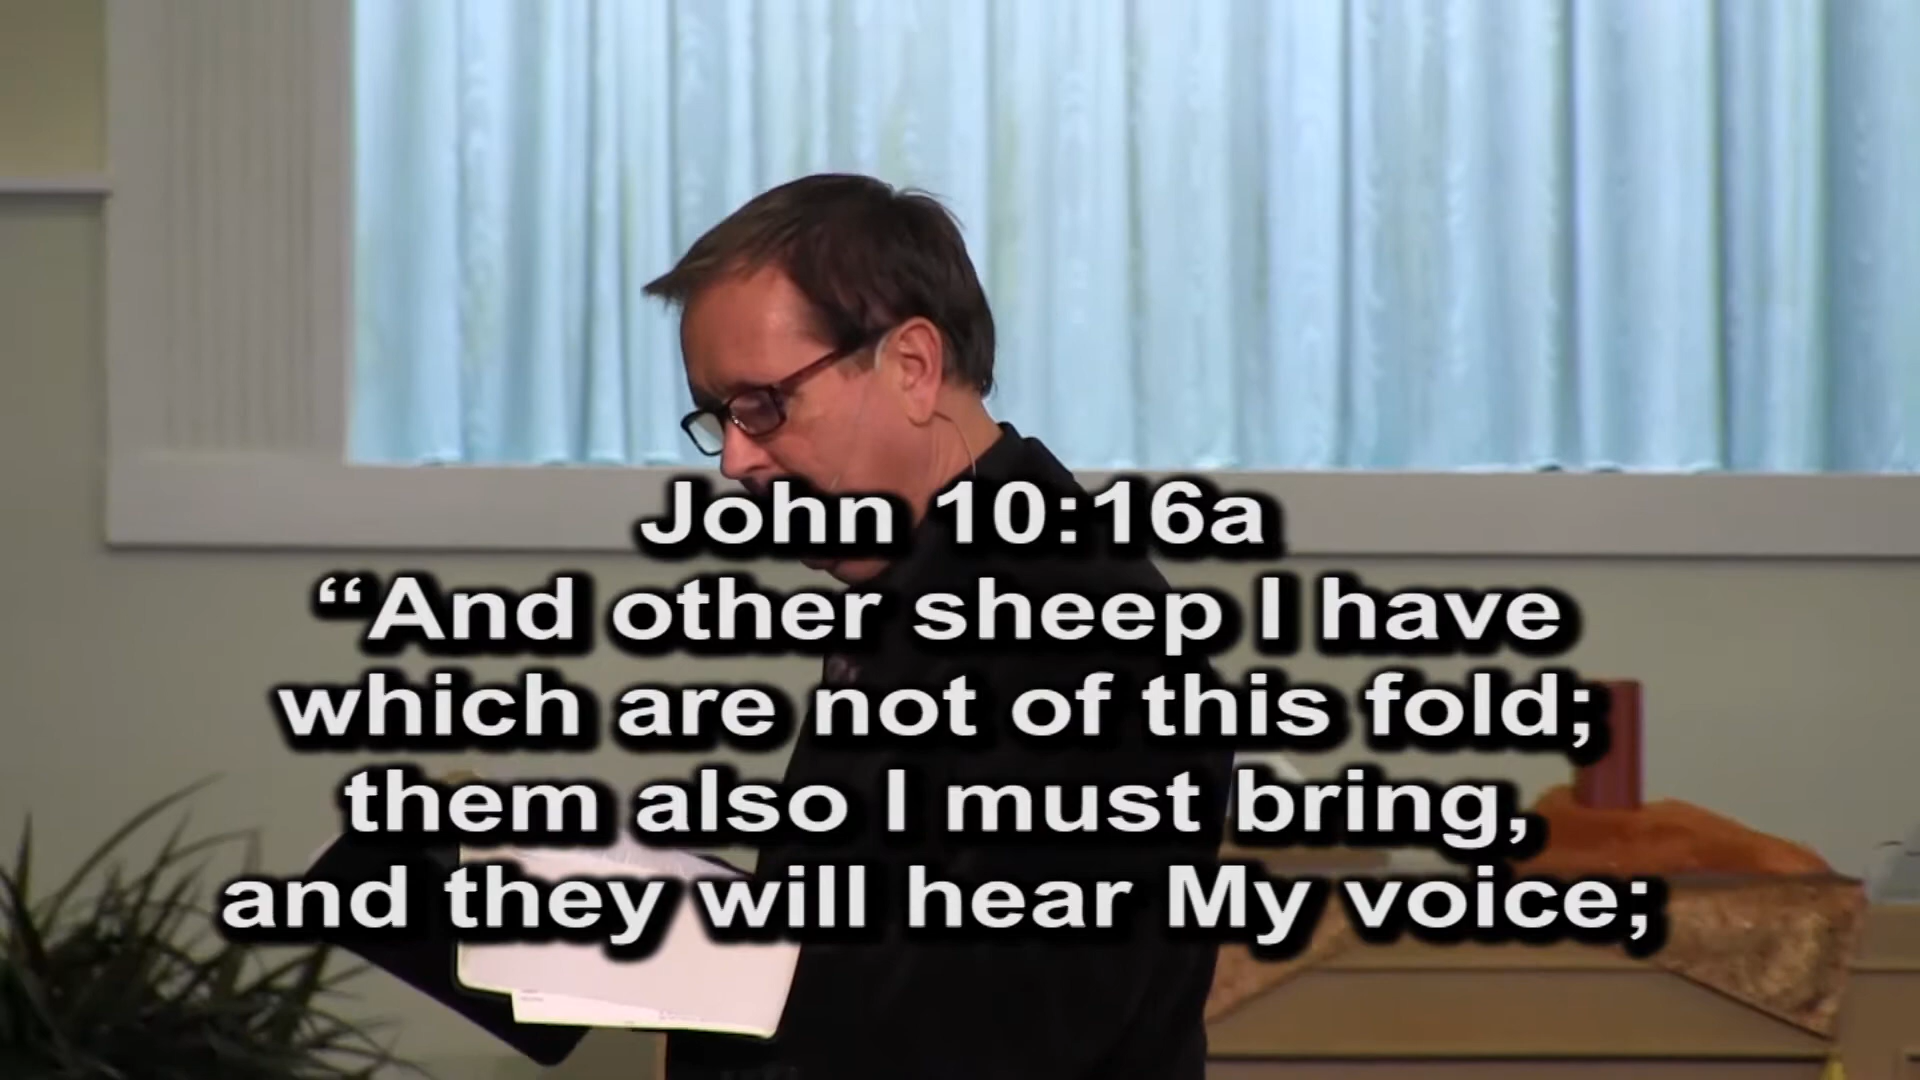 John 10:16a
“And other sheep I have
which are not of this fold;
them also I must bring,
and they will hear My voice;